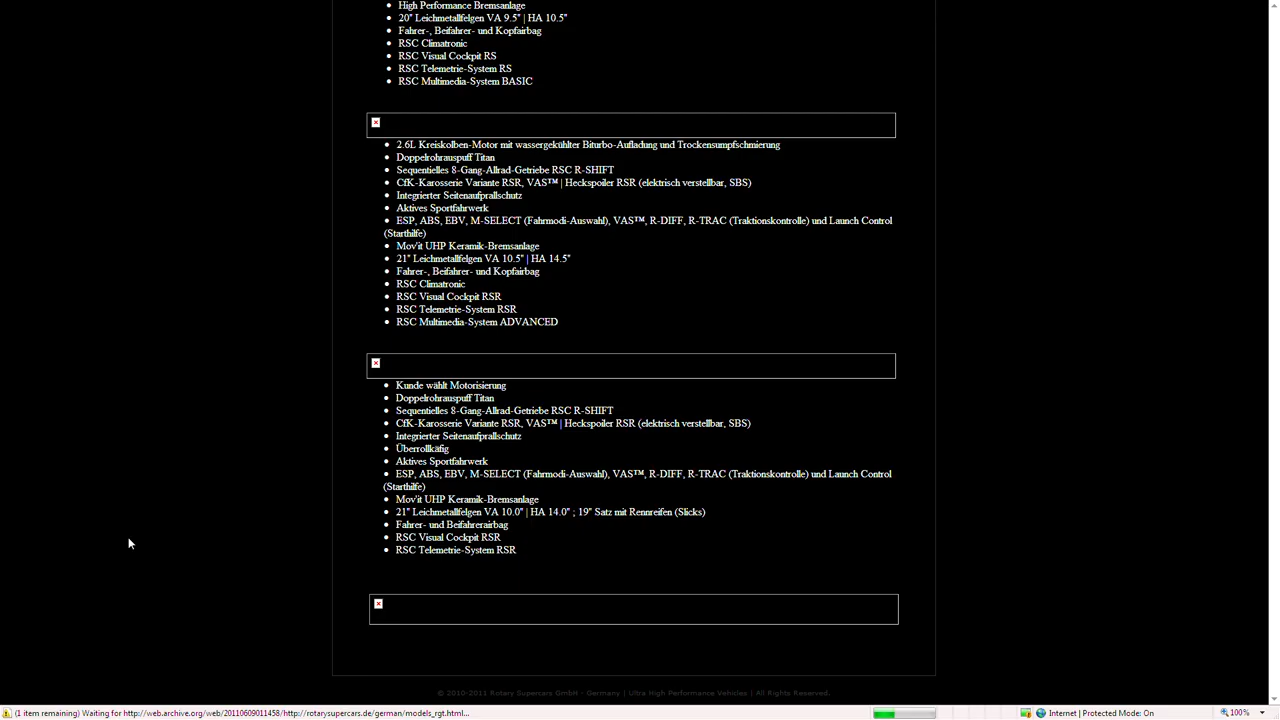 High Performance Bremsanlage
20" Leichmetallfelgen VA 9.5" | HA 10.5"
Fahrer-, Beifahrer- und Kopfairbag
RSC Climatronic
RSC Visual Cockpit RS
RSC Telemetrie-System RS
RSC Multimedia-System BASIC
2.6L Kreiskolben-Motor mit wassergekühlter Biturbo-Aufladung und Trockensumpfschmierung
Doppelrohrauspuff Titan
Sequentielles 8-Gang-Allrad-Getriebe RSC R-SHIFT
CfK-Karosserie Variante RSR, VAS™ | Heckspoiler RSR (elektrisch verstellbar, SBS)
Integrierter Seitenaufprallschutz
Aktives Sportfahrwerk
ESP, ABS, EBV, M-SELECT (Fahrmodi-Auswahl), VAS™, R-DIFF, R-TRAC (Traktionskontrolle) und Launch Control
(Starthilfe)
Mov'it UHP Keramik-Bremsanlage
21" Leichmetallfelgen VA 10.5" | HA 14.5"
Fahrer-, Beifahrer- und Kopfairbag
RSC Climatronic
RSC Visual Cockpit RSR
RSC Telemetrie-System RSR
RSC Multimedia-System ADVANCED
Kunde wählt Motorisierung
Doppelrohrauspuff Titan
Sequentielles 8-Gang-Allrad-Getriebe RSC R-SHIFT
CfK-Karosserie Variante RSR, VAS™ | Heckspoiler RSR (elektrisch verstellbar, SBS)
Integrierter Seitenaufprallschutz
Überrollkäfig
Aktives Sportfahrwerk
ESP, ABS, EBV, M-SELECT (Fahrmodi-Auswahl), VAS™, R-DIFF, R-TRAC (Traktionskontrolle) und Launch Control
(Starthilfe)
Mov'it UHP Keramik-Bremsanlage
21" Leichmetallfelgen VA 10.0" | HA 14.0" ; 19" Satz mit Rennreifen (Slicks)
Fahrer- und Beifahrerairbag
RSC Visual Cockpit RSR
RSC Telemetrie-System RSR
© 2010-2011 Rotary Supercars GmbH - Germany | Ultra High Performance Vehicles | All Rights Reserved.
(1 item remaining) Waiting for http://web.archive.org/web/20110609011458/http://rotarysupercars.de/german/models_rgt.html...
Internet | Protected Mode: On
100%